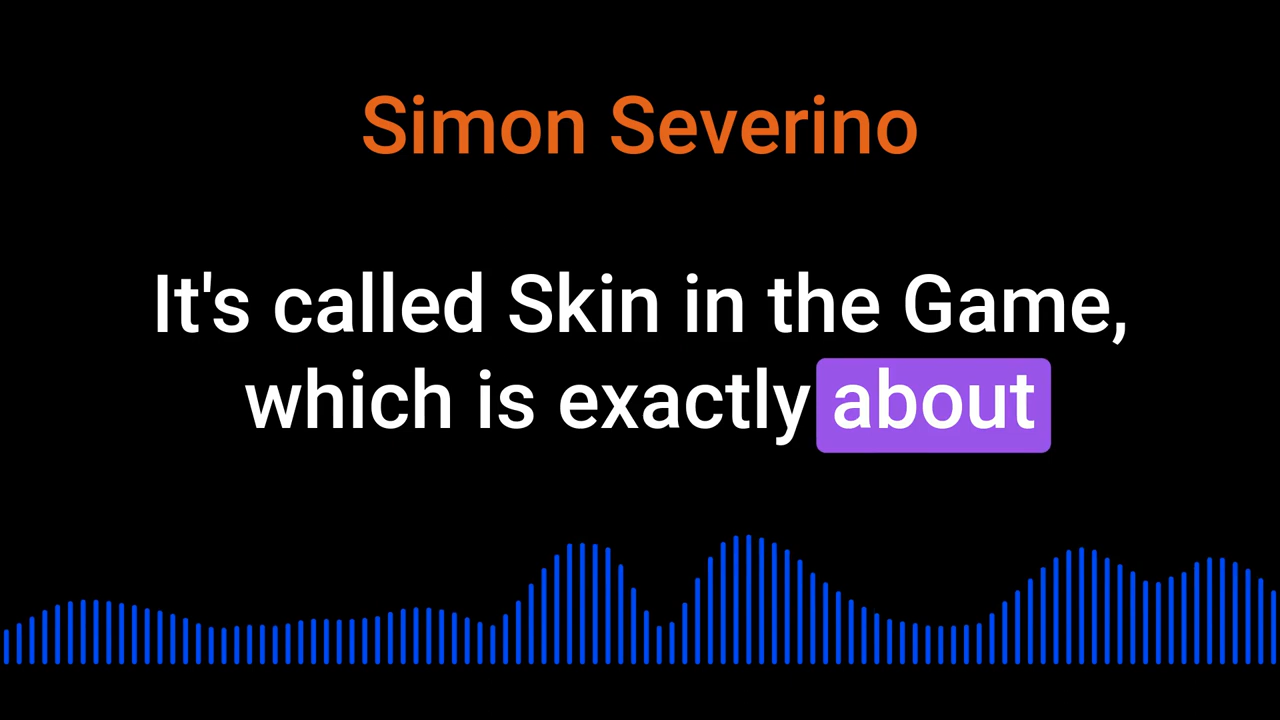 Simon Severino
It's called Skin in the Game,
which is exactly about